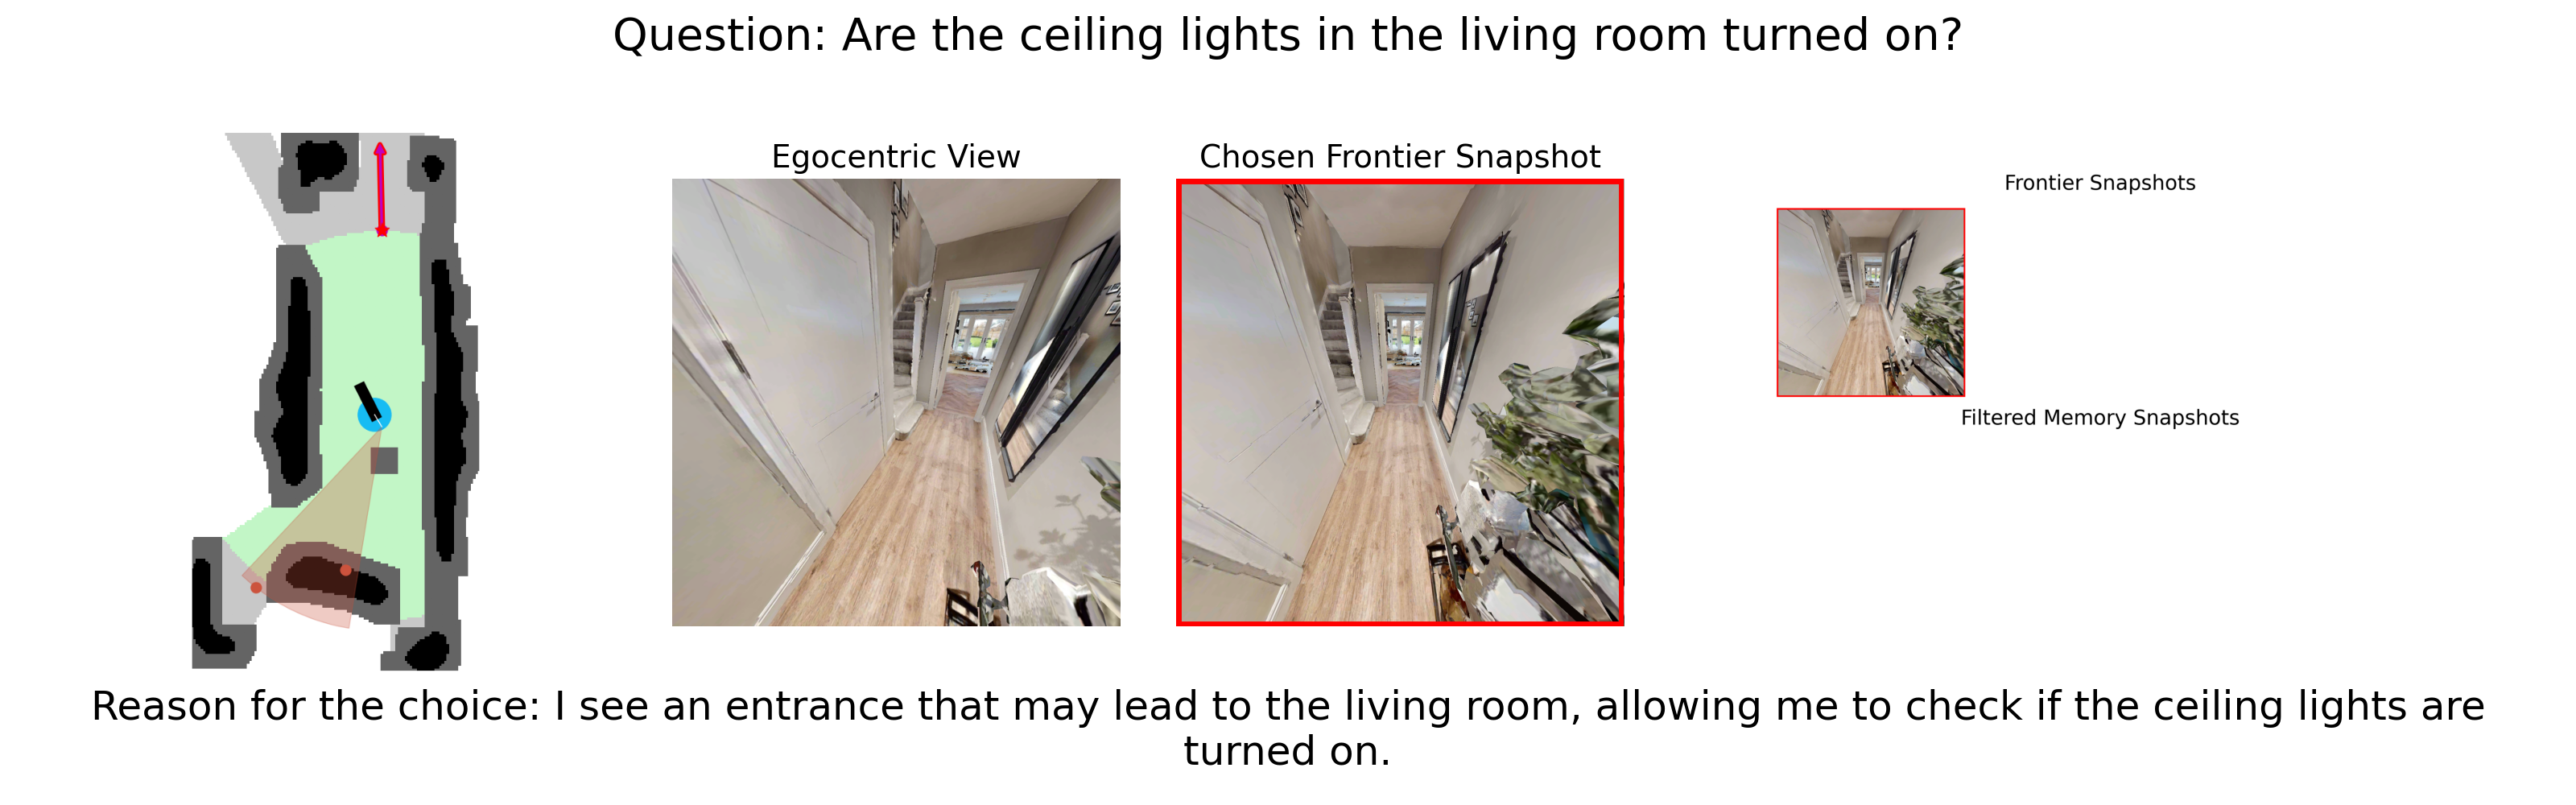 Question: Are the ceiling lights in the living room turned on?
Egocentric View
Chosen Frontier Snapshot
Frontier Snapshots
Filtered Memory Snapshots
Reason for the choice: I see an entrance that may lead to the living room, allowing me to check if the ceiling lights are
turned on.